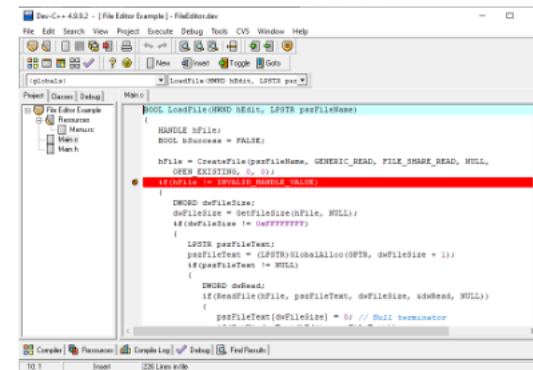 Dev-C++ 4.9.9.2 - [ File Editor Example ] - FileEditor.dev
File Edit Search View Project Execute Debug Tools CVS Window Help
New Insert Toggle Goto
(globals) LoadFile(HWND hEdit, LPSTR psz
Project Classes Debug Main.c
File Editor Example
Resources
Menu.rc
Main.c
Main.h
BOOL LoadFile(HWND hEdit, LPSTR pszFileName)
{
HANDLE hFile;
BOOL bSuccess = FALSE;
hFile = CreateFile(pszFileName, GENERIC_READ, FILE_SHARE_READ, NULL,
OPEN_EXISTING, 0, 0);
if(hFile != INVALID_HANDLE_VALUE)
{
DWORD dwFileSize;
dwFileSize = GetFileSize(hFile, NULL);
if(dwFileSize != 0xFFFFFFFF)
{
LPSTR pszFileText;
pszFileText = (LPSTR)GlobalAlloc(GPTR, dwFileSize + 1);
if(pszFileText != NULL)
{
DWORD dwRead;
if(ReadFile(hFile, pszFileText, dwFileSize, &dwRead, NULL))
{
pszFileText[dwFileSize] = 0; // Null terminator
Compiler Resources Compile Log Debug Find Results
10: 1 Insert 226 Lines in file